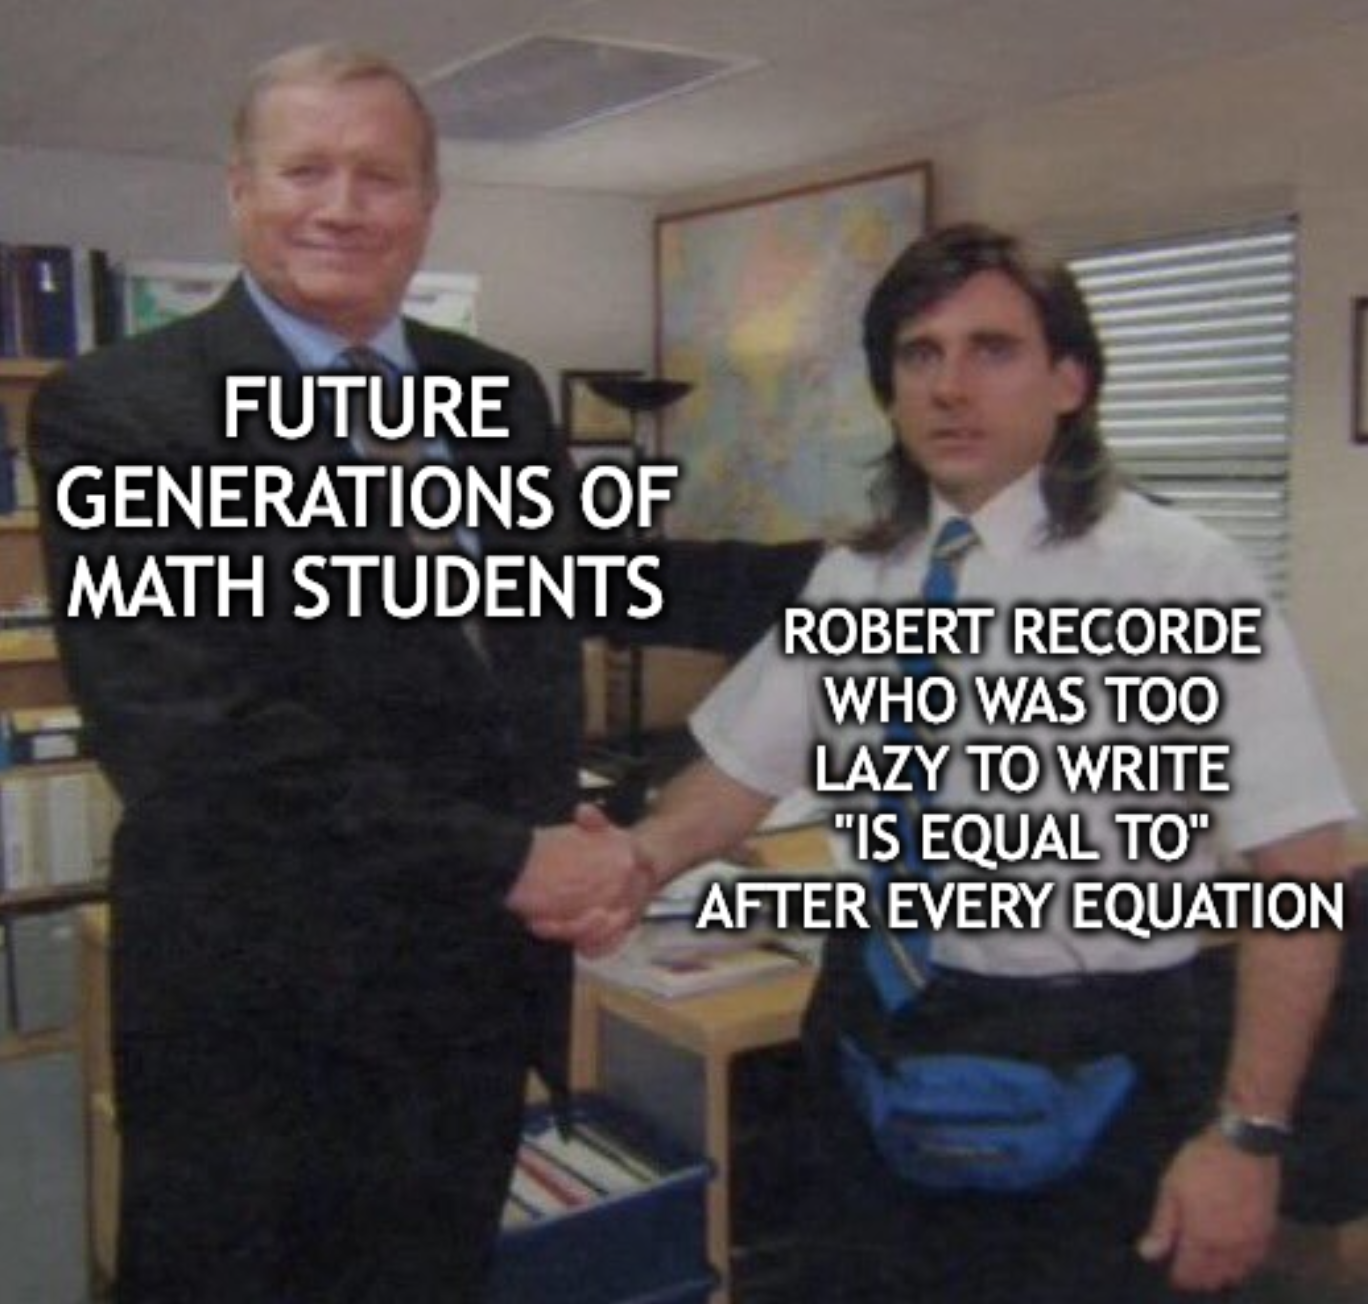 FUTURE
GENERATIONS OF
MATH STUDENTS
ROBERT RECORDE
WHO WAS TOO
LAZY TO WRITE
"IS EQUAL TO"
AFTER EVERY EQUATION